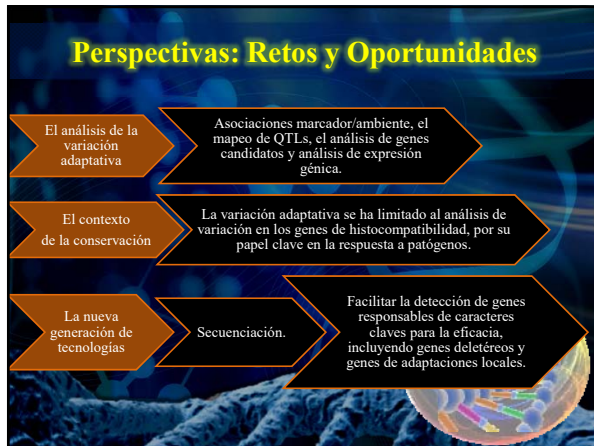 Perspectivas: Retos y Oportunidades
El análisis de la
variación
adaptativa
Asociaciones marcador/ambiente, el
mapeo de QTLs, el análisis de genes
candidatos y análisis de expresión
génica.
El contexto
de la conservación
La variación adaptativa se ha limitado al análisis de
variación en los genes de histocompatibilidad, por su
papel clave en la respuesta a patógenos.
La nueva
generación de
tecnologías
Secuenciación.
Facilitar la detección de genes
responsables de caracteres
claves para la eficacia,
incluyendo genes deletéreos y
genes de adaptaciones locales.